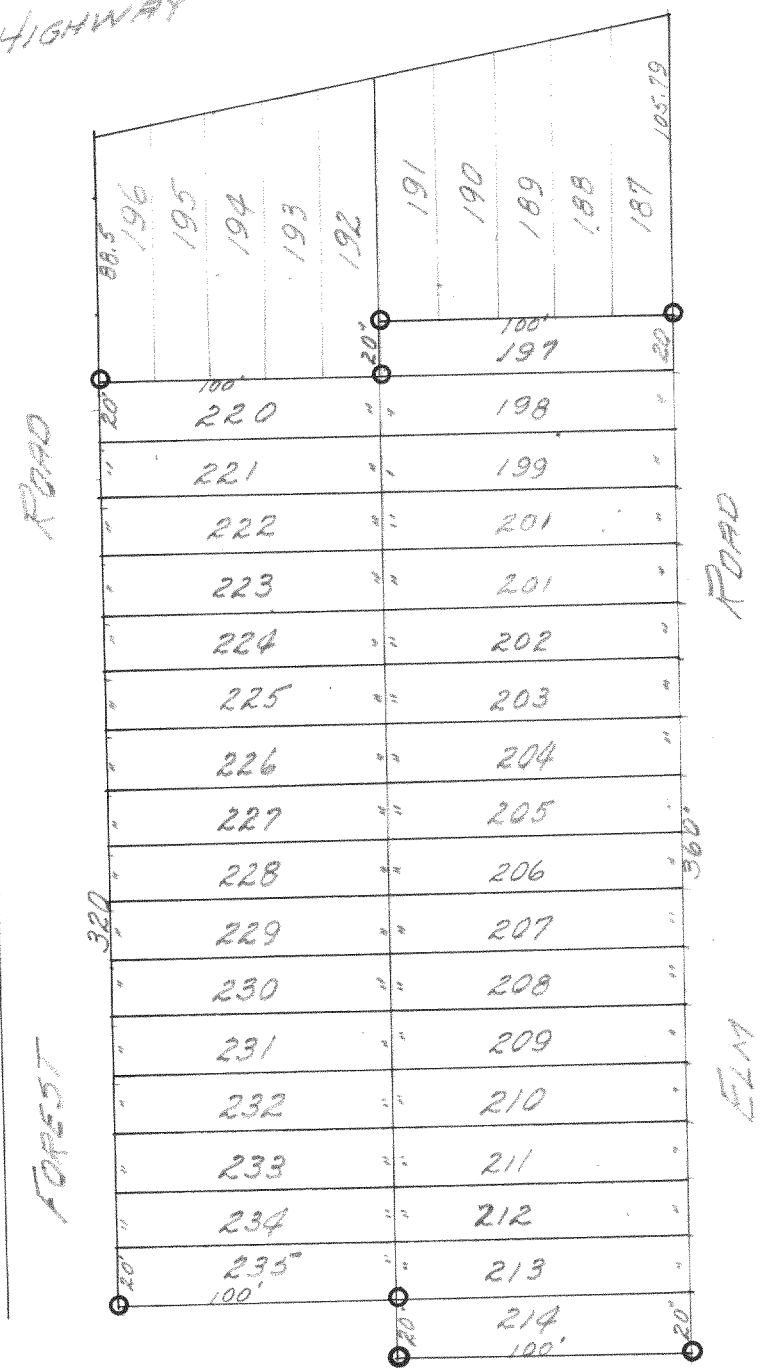 HIGHWAY
88.5 196 195 194 193 192 191 190 189 188 187 105.79
100'
20' 197 20
100'
20' 220 " " 198 "
" 221 " " 199 "
" 222 " " 201 "
" 223 " " 201 "
" 224 " " 202 "
" 225 " " 203 "
" 226 " " 204 "
" 227 " " 205 "
" 228 " " 206 "
" 229 " " 207 "
" 230 " " 208 "
" 231 " " 209 "
" 232 " " 210 "
" 233 " " 211 "
" 234 " " 212 "
20' 235 " " 213 "
100'
20' 214 20'
100'
320
360'
FOREST ROAD
ELM ROAD